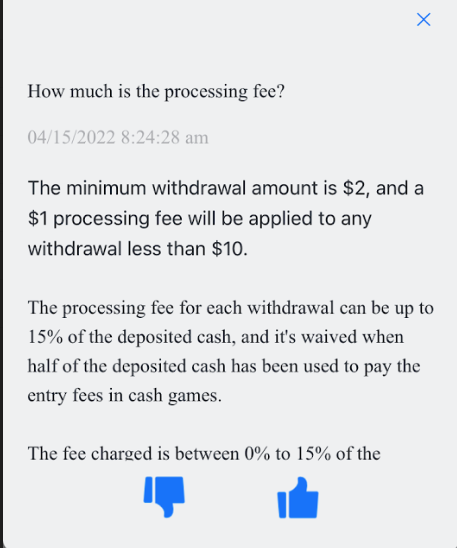 How much is the processing fee?
04/15/2022 8:24:28 am
The minimum withdrawal amount is $2, and a
$1 processing fee will be applied to any
withdrawal less than $10.
The processing fee for each withdrawal can be up to
15% of the deposited cash, and it's waived when
half of the deposited cash has been used to pay the
entry fees in cash games.
The fee charged is between 0% to 15% of the